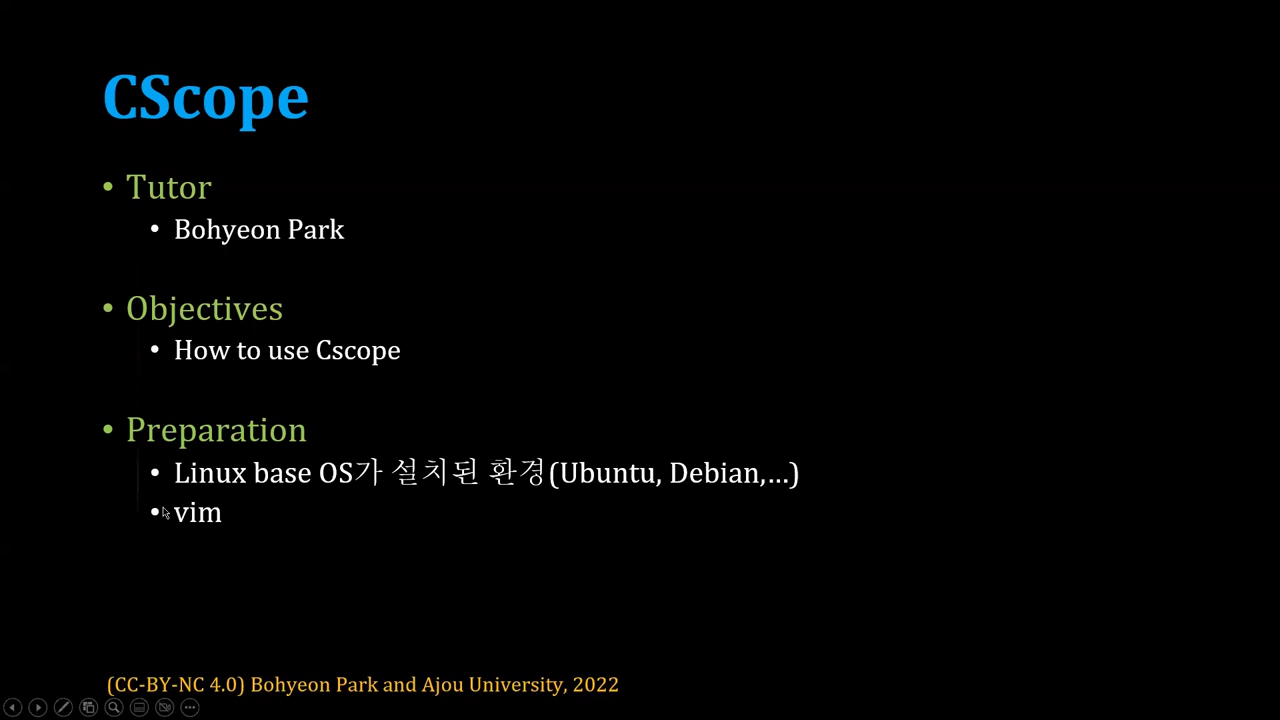 CScope
• Tutor
• Bohyeon Park
• Objectives
• How to use Cscope
• Preparation
• Linux base OS가 설치된 환경(Ubuntu, Debian,...)
• vim
(CC-BY-NC 4.0) Bohyeon Park and Ajou University, 2022